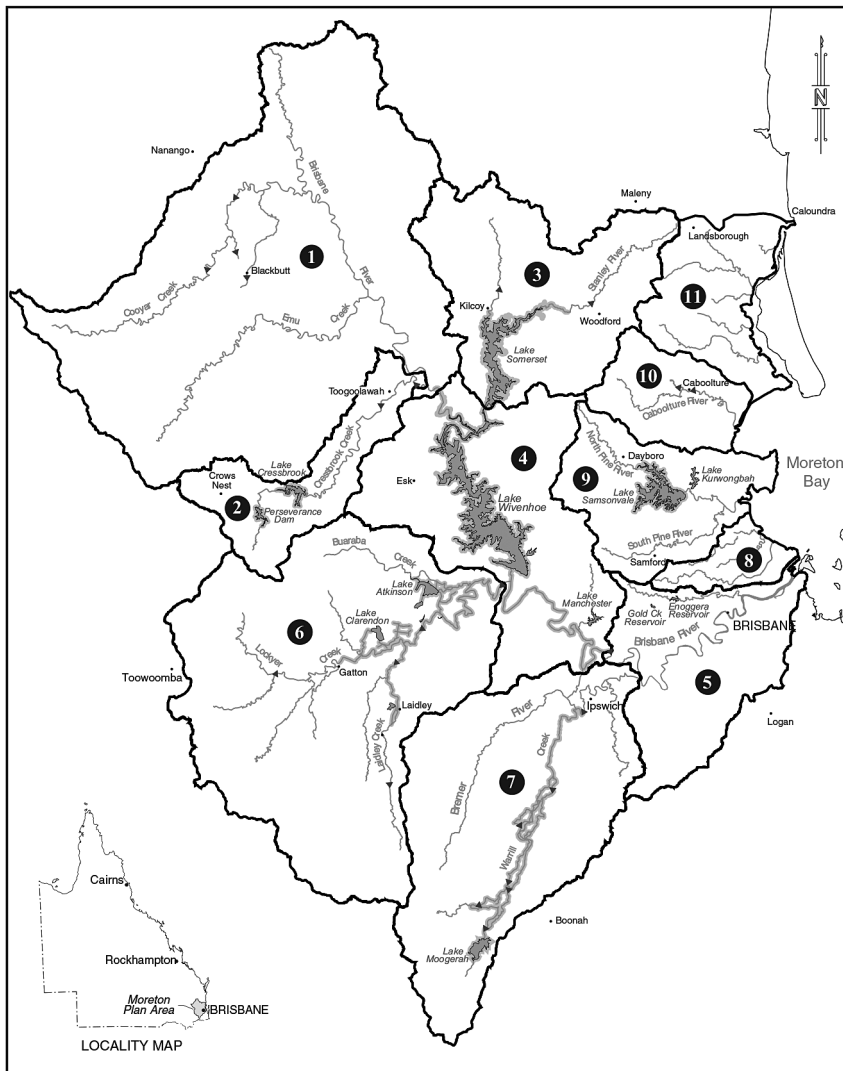 N
Maleny
Caloundra
Nanango
Brisbane
River
Landsborough
Stanley River
1
3
11
Blackbutt
Cooyar Creek
Emu
Creek
Kilcoy
Woodford
Lake
Somerset
10
Caboolture
Caboolture River
Toogoolawah
Cressbrook Creek
Lake
Cressbrook
Crows
Nest
2
Perseverance
Dam
Esk
4
Lake
Wivenhoe
North Pine River
Dayboro
9
Lake
Kurwongbah
Lake
Samsonvale
Moreton
Bay
South Pine River
Samford
8
Buaraba
Creek
Lake
Atkinson
Lake
Clarendon
6
Lockyer
Creek
Gatton
Toowoomba
Laidley
Laidley Creek
Lake
Manchester
Gold Ck
Reservoir
Enoggera
Reservoir
BRISBANE
Brisbane River
5
Logan
Ipswich
River
Bremer
Creek
7
Warrill
Boonah
Lake
Moogerah
Cairns
Rockhampton
Moreton
Plan Area
BRISBANE
LOCALITY MAP